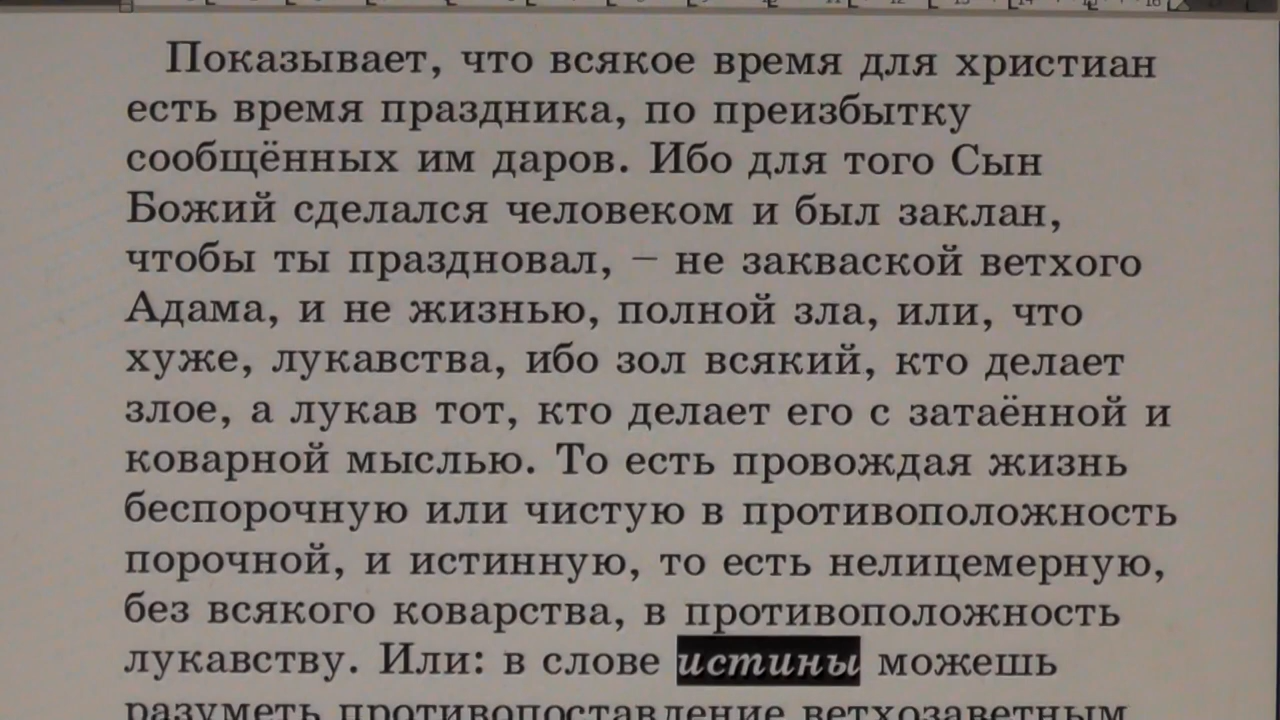 Показывает, что всякое время для христиан
есть время праздника, по преизбытку
сообщённых им даров. Ибо для того Сын
Божий сделался человеком и был заклан,
чтобы ты праздновал, – не закваской ветхого
Адама, и не жизнью, полной зла, или, что
хуже, лукавства, ибо зол всякий, кто делает
злое, а лукав тот, кто делает его с затаённой и
коварной мыслью. То есть провождая жизнь
беспорочную или чистую в противоположность
порочной, и истинную, то есть нелицемерную,
без всякого коварства, в противоположность
лукавству. Или: в слове истины можешь
разуметь противопоставление ветхозаветным